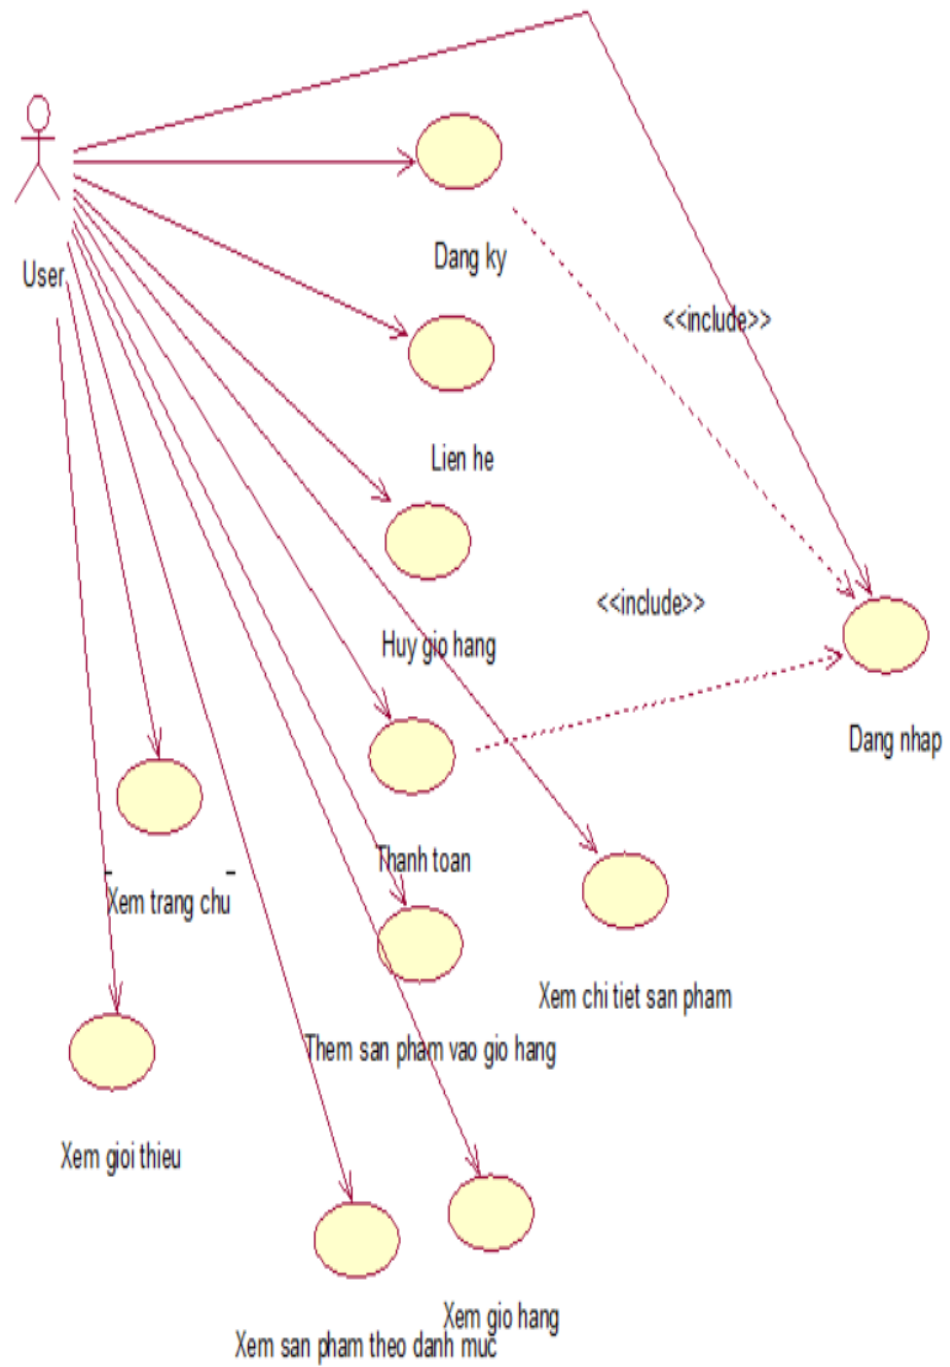 User
Dang ky
<<include>>
Lien he
<<include>>
Huy gio hang
Dang nhap
Thanh toan
Xem trang chu
Xem chi tiet san pham
Them san pham vao gio hang
Xem gioi thieu
Xem gio hang
Xem san pham theo danh muc